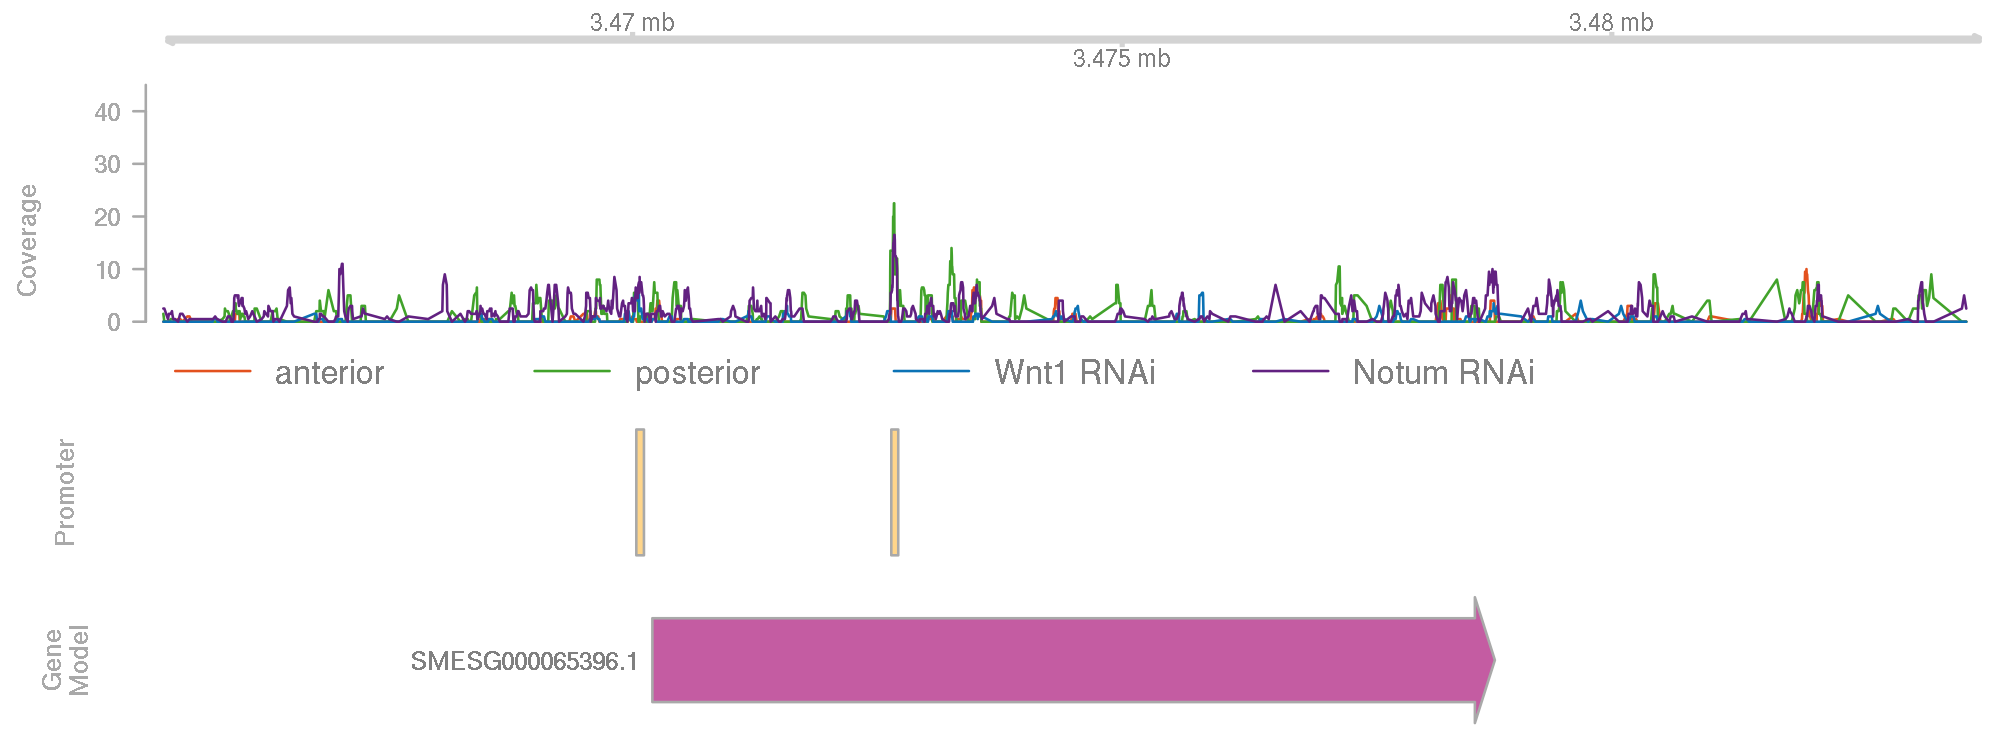 3.47 mb
3.48 mb
3.475 mb
Coverage
40
30
20
10
0
anterior posterior Wnt1 RNAi Notum RNAi
Promoter
Gene
Model
SMESG000065396.1